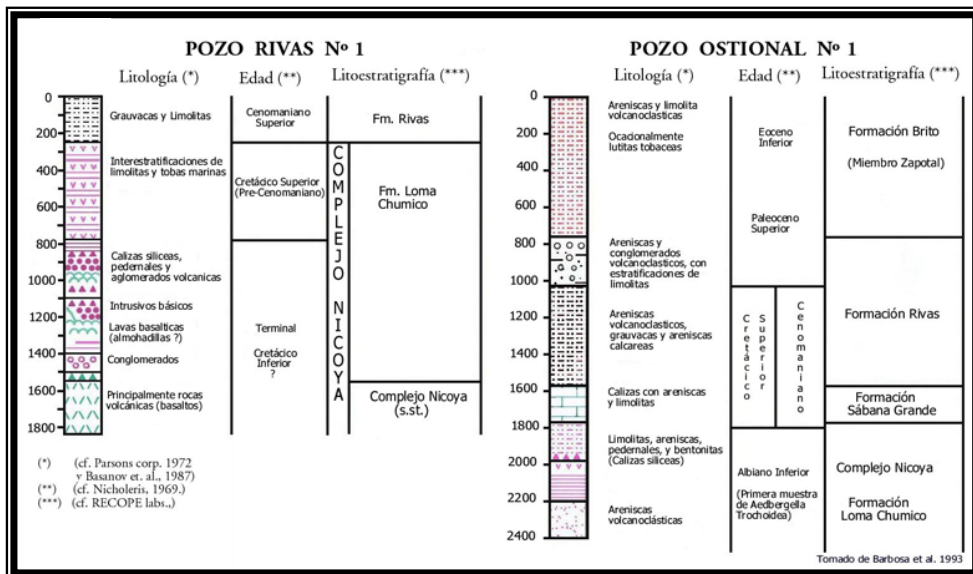 POZO RIVAS Nº 1
Litología (*)
Edad (**)
Litoestratigrafía (***)
0
200
400
600
800
1000
1200
1400
1600
1800
Grauvacas y Limolitas
Interestratificaciones de
limolitas y tobas marinas
Calizas siliceas,
pedernales y
aglomerados volcanicas
Intrusivos básicos
Lavas basalticas
(almohadillas ?)
Conglomerados
Principalmente rocas
volcánicas (basaltos)
Cenomaniano
Superior
Cretácico Superior
(Pre-Cenomaniano)
Terminal
Cretácico
Inferior
?
COMPLEJO NICOYA
Fm. Rivas
Fm. Loma
Chumico
Complejo Nicoya
(s.st.)
(*) (cf. Parsons corp. 1972
y Basanov et. al., 1987)
(**) (cf. Nicholeris, 1969.)
(***) (cf. RECOPE labs.,)
POZO OSTIONAL Nº 1
Litología (*)
Edad (**)
Litoestratigrafía (***)
0
200
400
600
800
1000
1200
1400
1600
1800
2000
2200
2400
Areniscas y limolita
volcanoclasticas
Ocacionalmente
lutitas tobaceas
Areniscas y
conglomerados
volcanoclasticos, con
estratificaciones de
limolitas
Areniscas
volcanoclasticos,
grauvacas y areniscas
calcareas
Calizas con areniscas
y limolitas
Limolitas, areniscas,
pedernales, y bentonitas
(Calizas siliceas)
Areniscas
volcanoclásticas
Eoceno
Inferior
Paleoceno
Superior
Cretácico
Superior
Cenomaniano
Albiano Inferior
(Primera muestra
de Aedbergella
Trochoidea)
Formación Brito
(Miembro Zapotal)
Formación Rivas
Formación
Sábana Grande
Complejo Nicoya
Formación
Loma Chumico
Tomado de Barbosa et al. 1993